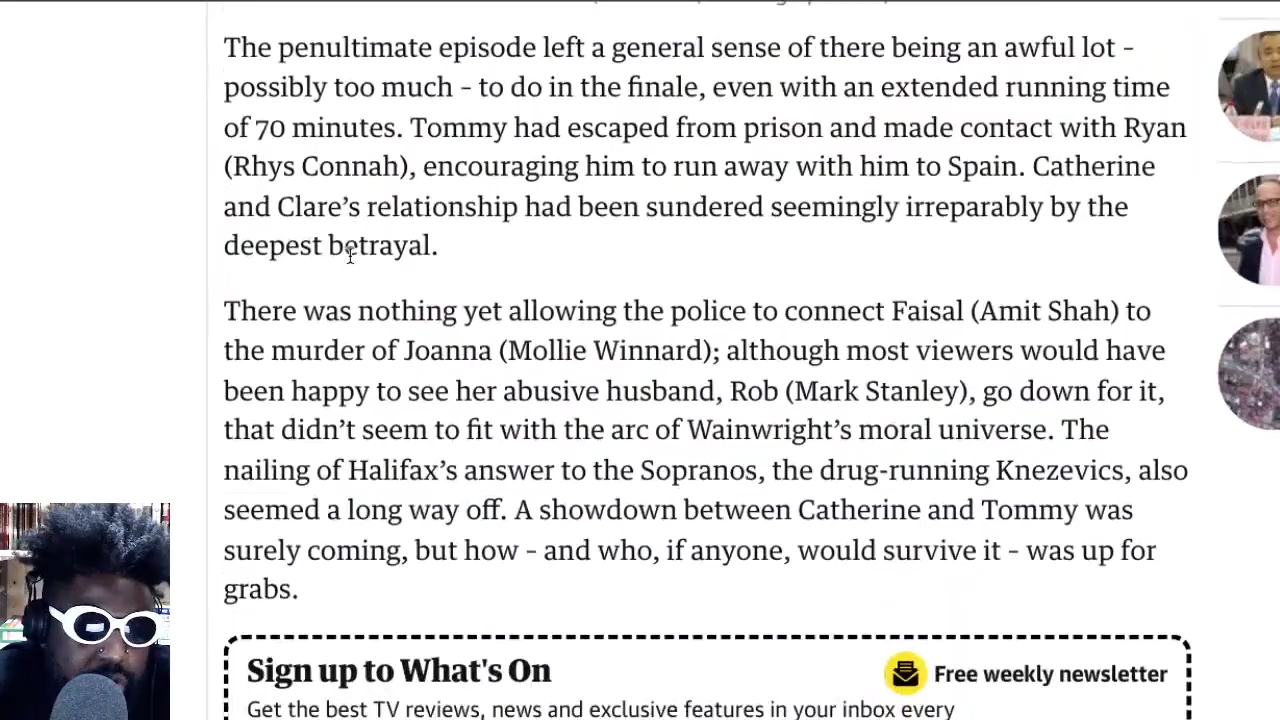 The penultimate episode left a general sense of there being an awful lot –
possibly too much – to do in the finale, even with an extended running time
of 70 minutes. Tommy had escaped from prison and made contact with Ryan
(Rhys Connah), encouraging him to run away with him to Spain. Catherine
and Clare’s relationship had been sundered seemingly irreparably by the
deepest betrayal.
There was nothing yet allowing the police to connect Faisal (Amit Shah) to
the murder of Joanna (Mollie Winnard); although most viewers would have
been happy to see her abusive husband, Rob (Mark Stanley), go down for it,
that didn’t seem to fit with the arc of Wainwright’s moral universe. The
nailing of Halifax’s answer to the Sopranos, the drug-running Knezevics, also
seemed a long way off. A showdown between Catherine and Tommy was
surely coming, but how – and who, if anyone, would survive it – was up for
grabs.
Sign up to What's On
Free weekly newsletter
Get the best TV reviews, news and exclusive features in your inbox every